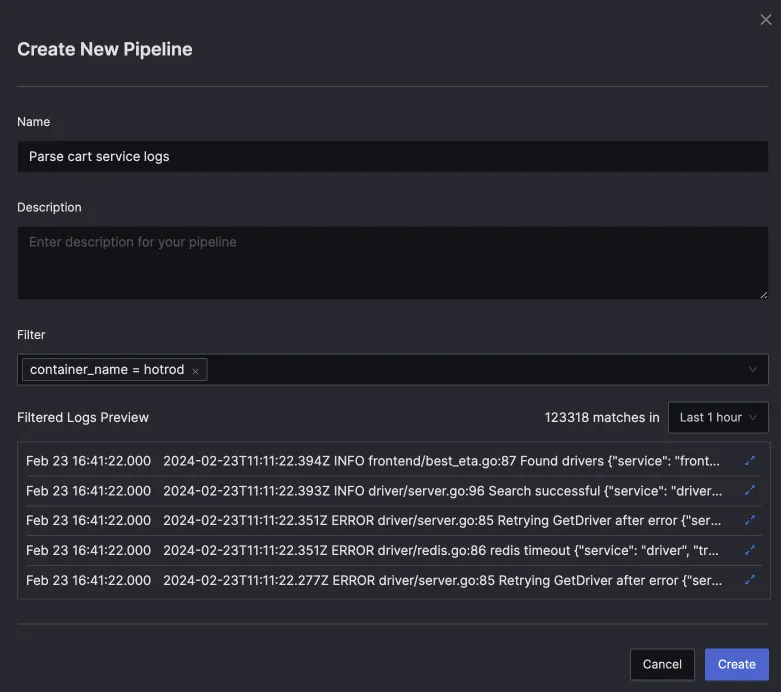 Create New Pipeline
Name
Parse cart service logs
Description
Enter description for your pipeline
Filter
container_name = hotrod ×
Filtered Logs Preview 123318 matches in Last 1 hour
Feb 23 16:41:22.000 2024-02-23T11:11:22.394Z INFO frontend/best_eta.go:87 Found drivers {"service": "front...
Feb 23 16:41:22.000 2024-02-23T11:11:22.393Z INFO driver/server.go:96 Search successful {"service": "driver...
Feb 23 16:41:22.000 2024-02-23T11:11:22.351Z ERROR driver/server.go:85 Retrying GetDriver after error {"ser...
Feb 23 16:41:22.000 2024-02-23T11:11:22.351Z ERROR driver/redis.go:86 redis timeout {"service": "driver", "tr...
Feb 23 16:41:22.000 2024-02-23T11:11:22.277Z ERROR driver/server.go:85 Retrying GetDriver after error {"ser...
Cancel Create